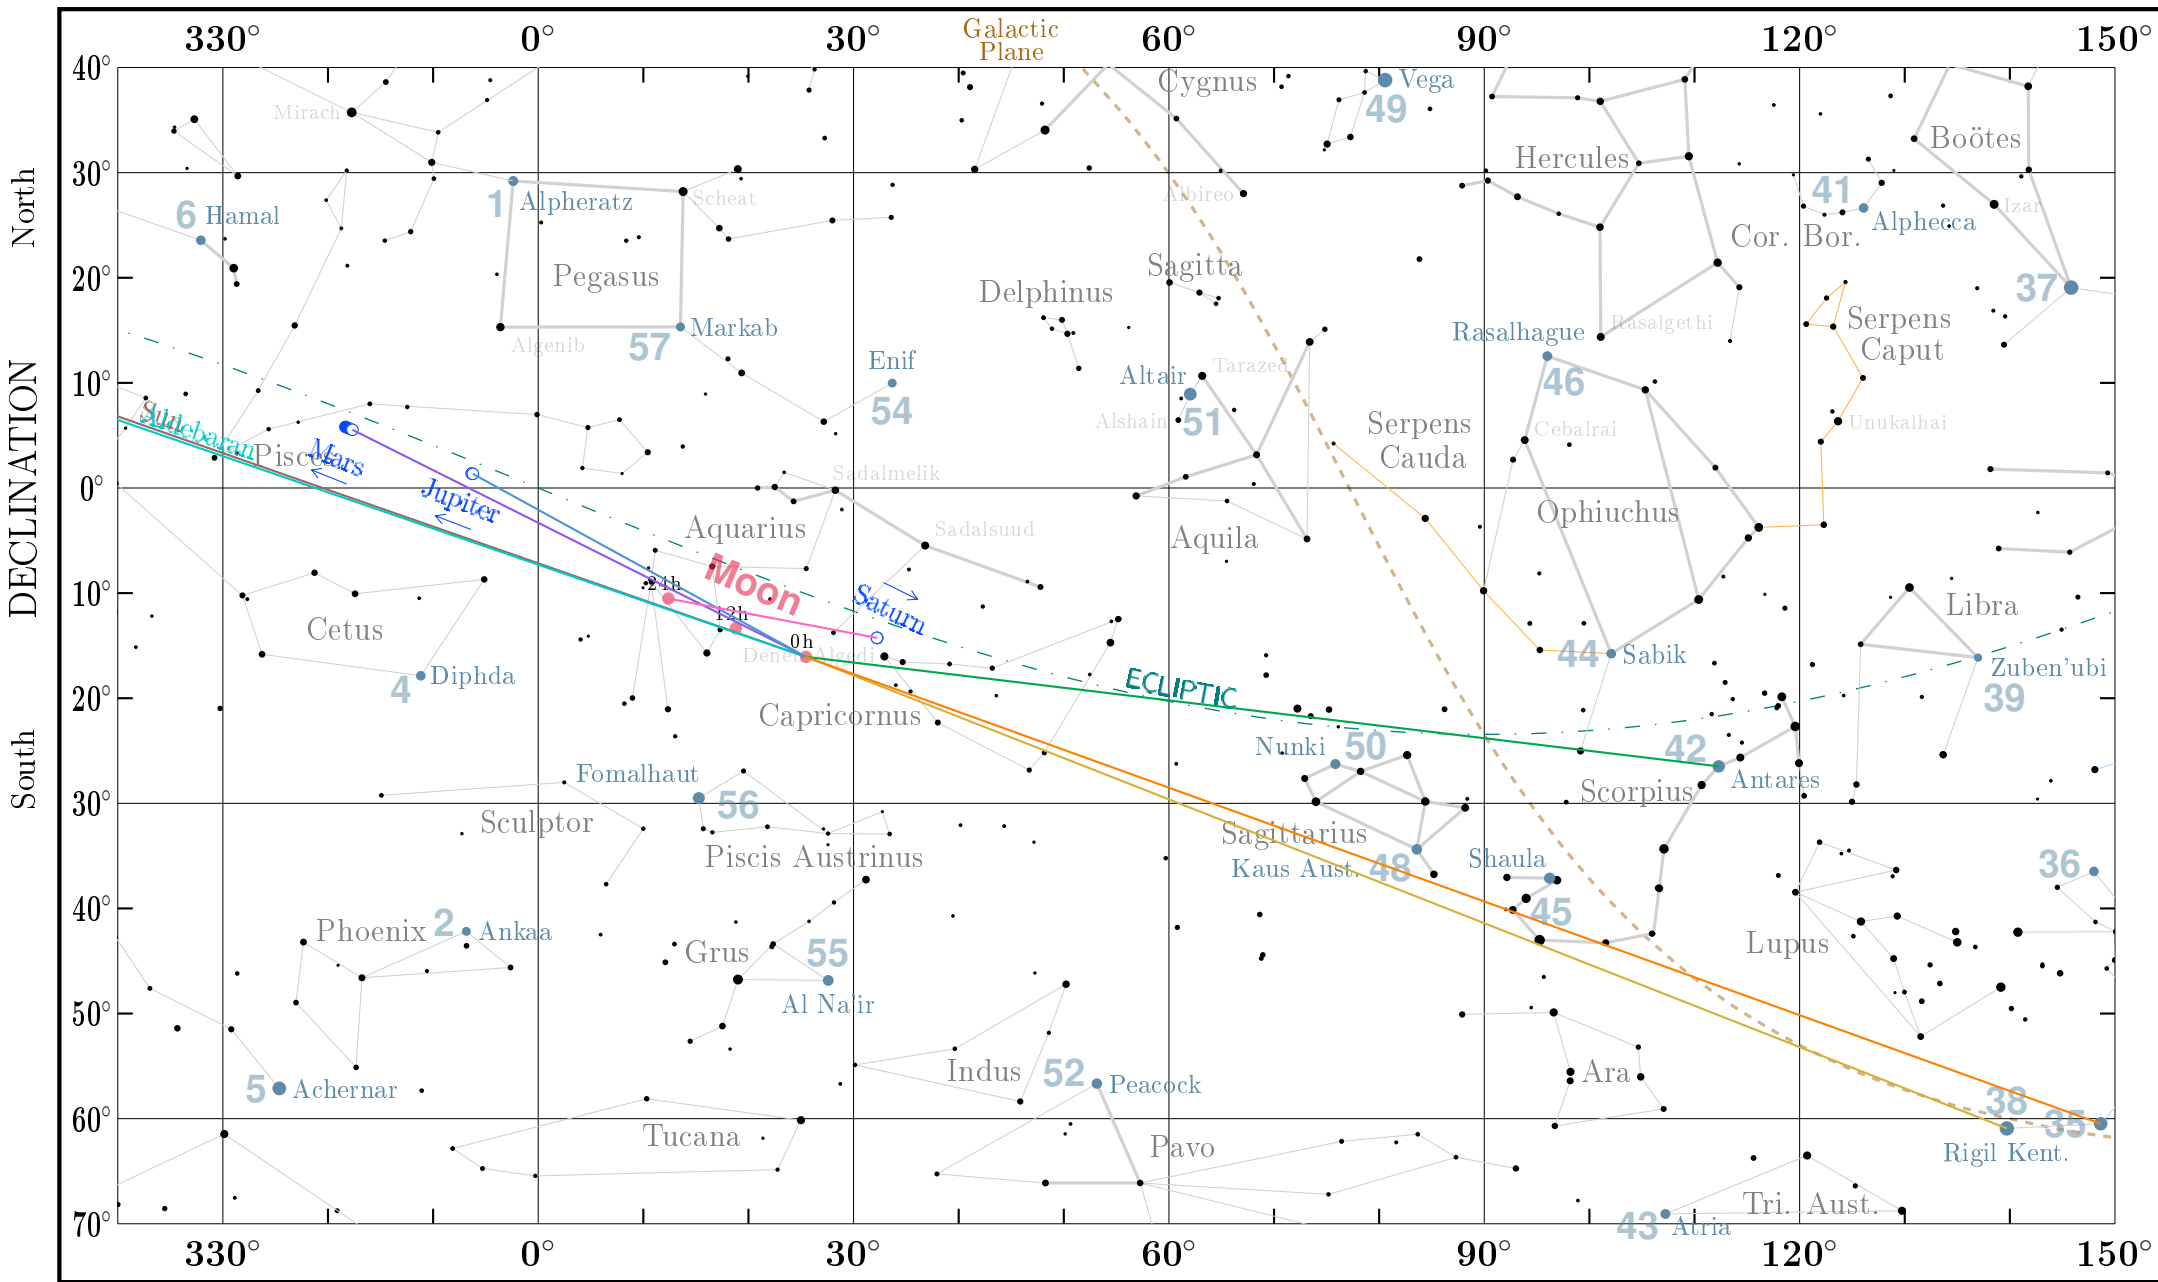 330° 0° 30° 60° 90° 120° 150°
Galactic
Plane
40°
30°
20°
10°
0°
10°
20°
30°
40°
50°
60°
70°
North
DECLINATION
South
Mirach
Cygnus
Vega
49
Hercules
Boötes
6 Hamal
1 Alpheratz
Scheat
Albireo
41
Alphecca
Izar
Cor. Bor.
Pegasus
Sagitta
Delphinus
37
Markab
57
Algenib
Rasalhague
Rasalgethi
Serpens
Caput
Enif
54
Altair
Tarazed
46
Alshain
51
Serpens
Cauda
Cebalrai
Unukalhai
Sun
Aldebaran
Pisces
Mars
Jupiter
Sadalmelik
Aquarius
Sadalsuud
Aquila
Ophiuchus
Moon
24h
12h
0h
Saturn
Cetus
Libra
Deneb Algedi
44 Sabik
Zuben'ubi
39
4 Diphda
ECLIPTIC
Capricornus
Nunki 50
42
Antares
Fomalhaut
56
Scorpius
Sculptor
Sagittarius
Piscis Austrinus
Kaus Aust. 48
Shaula
45
36
Phoenix
2 Ankaa
Grus
55
Al Na'ir
Lupus
5 Achernar
Indus
52 Peacock
Ara
38
35
Tucana
Pavo
Rigil Kent.
Tri. Aust.
43 Atria
330° 0° 30° 60° 90° 120° 150°